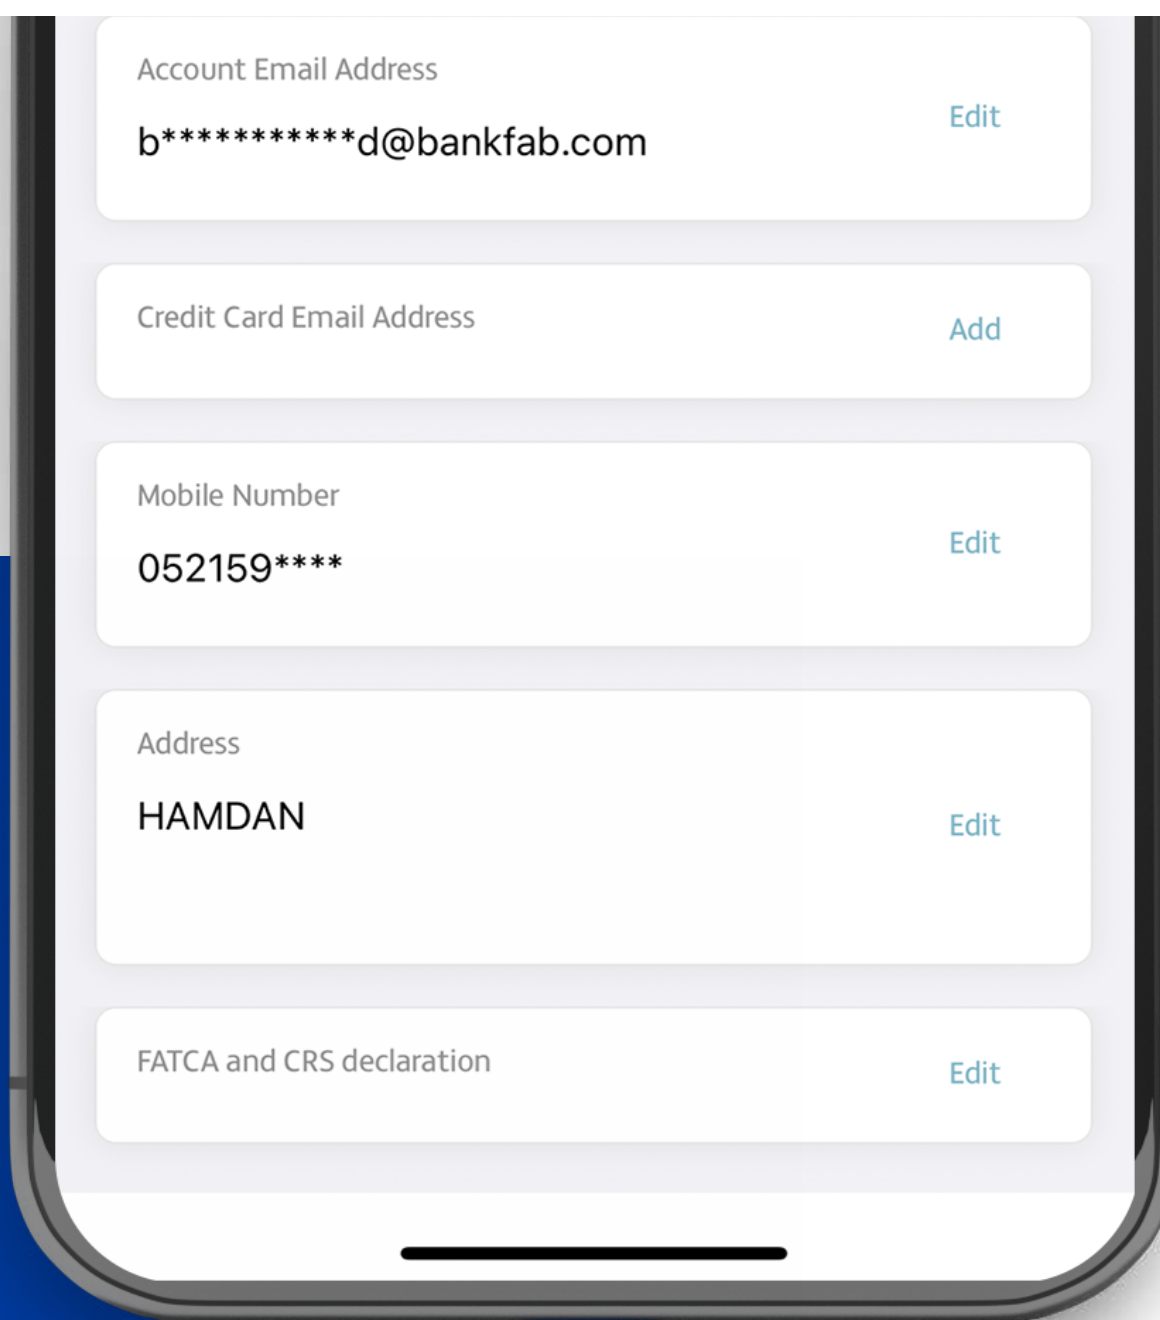 Account Email Address
b***********d@bankfab.com
Edit
Credit Card Email Address
Add
Mobile Number
052159****
Edit
Address
HAMDAN
Edit
FATCA and CRS declaration
Edit